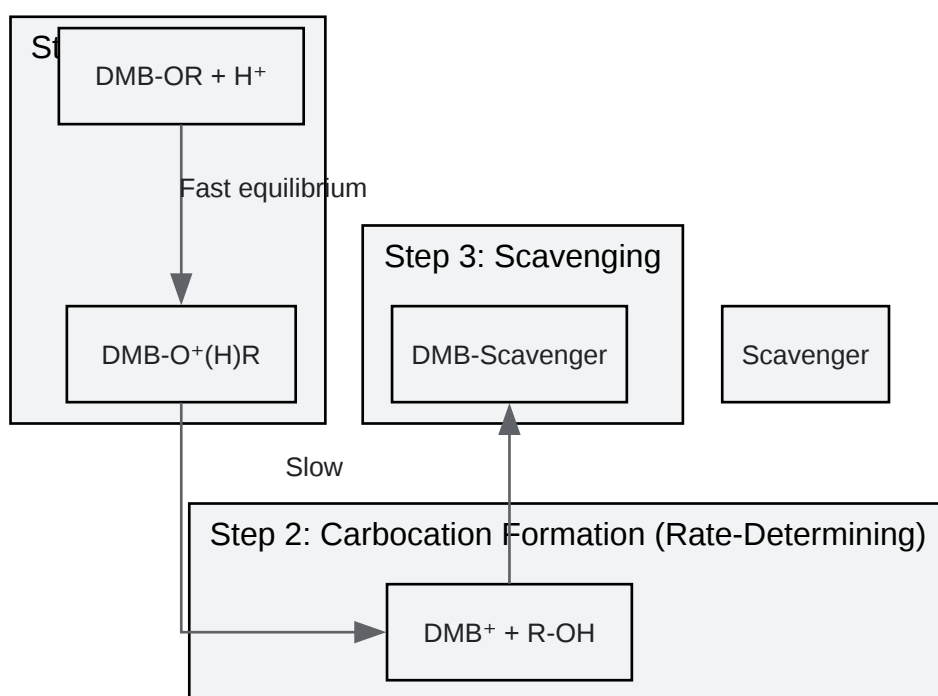 DMB-OR + H⁺
Fast equilibrium
Step 3: Scavenging
DMB-O⁺(H)R
DMB-Scavenger
Scavenger
Slow
Step 2: Carbocation Formation (Rate-Determining)
DMB⁺ + R-OH